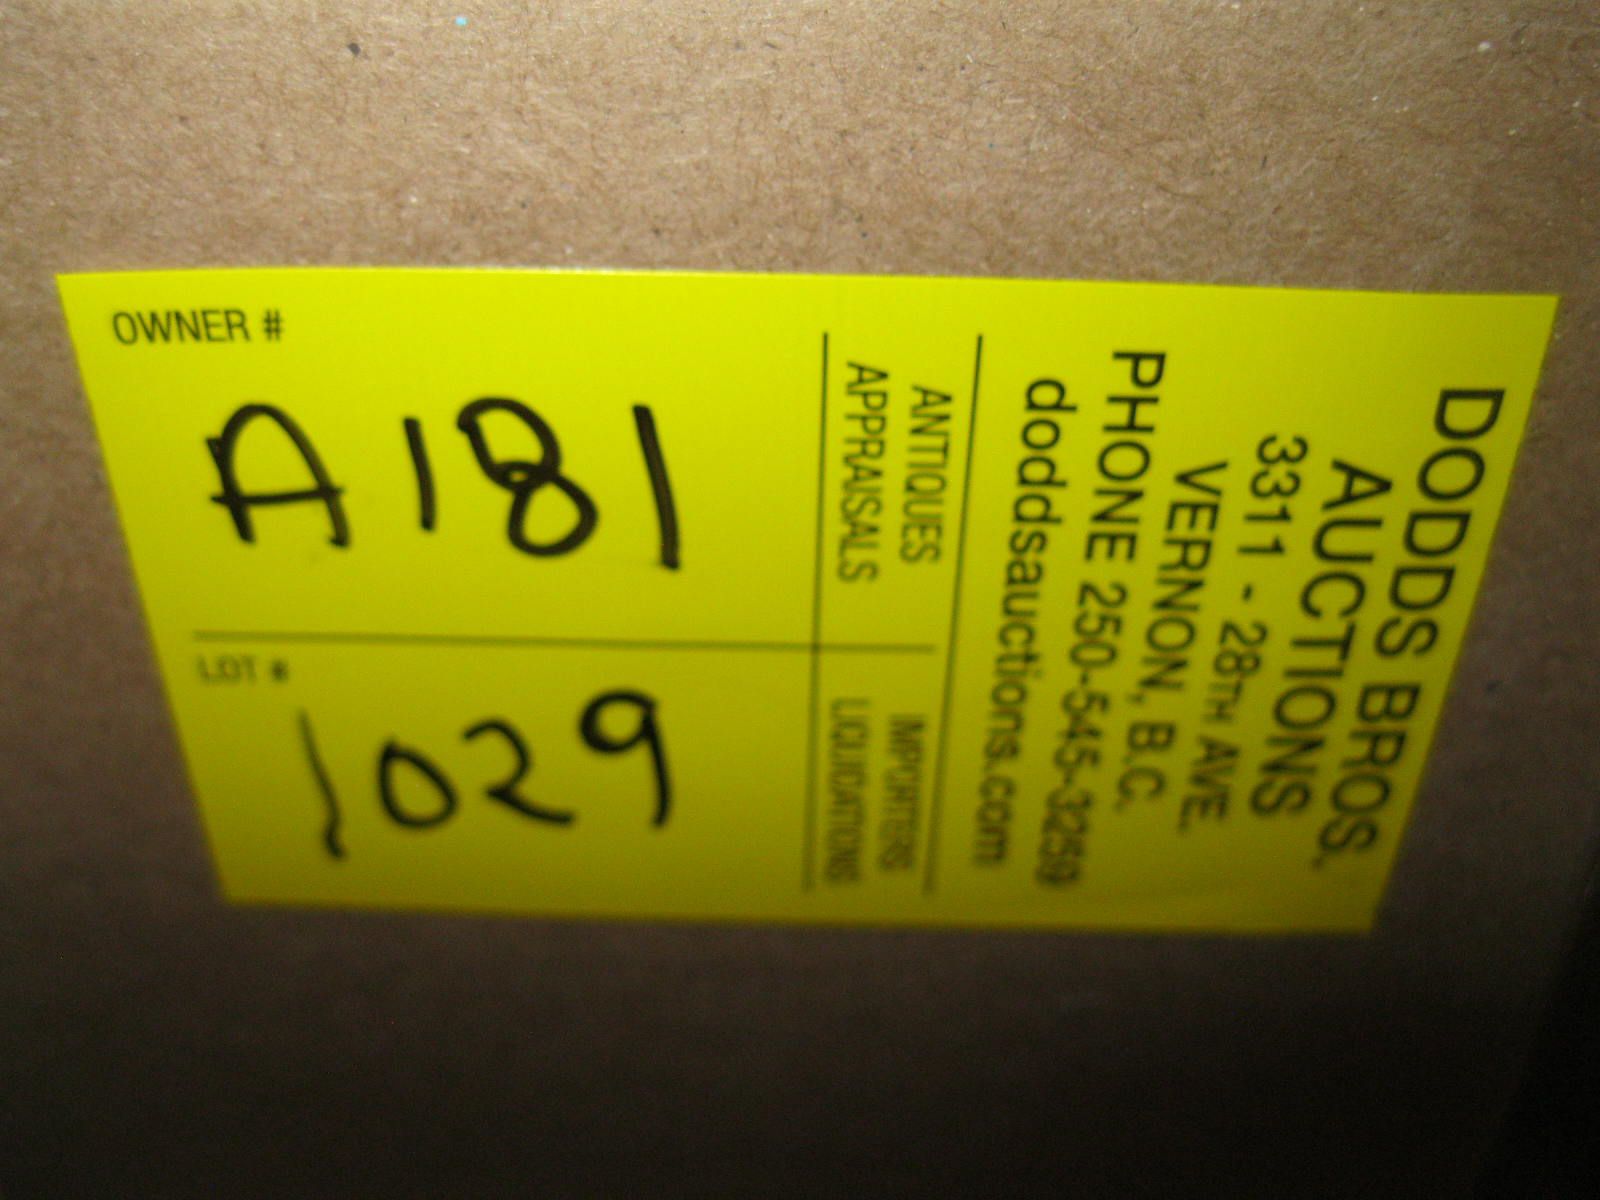 DODDS BROS.
AUCTIONS
3311 - 28TH AVE.
VERNON, B.C.
PHONE 250-545-3259
doddsauctions.com
ANTIQUES
APPRAISALS
IMPORTERS
LIQUIDATIONS
OWNER #
A181
LOT #
1029